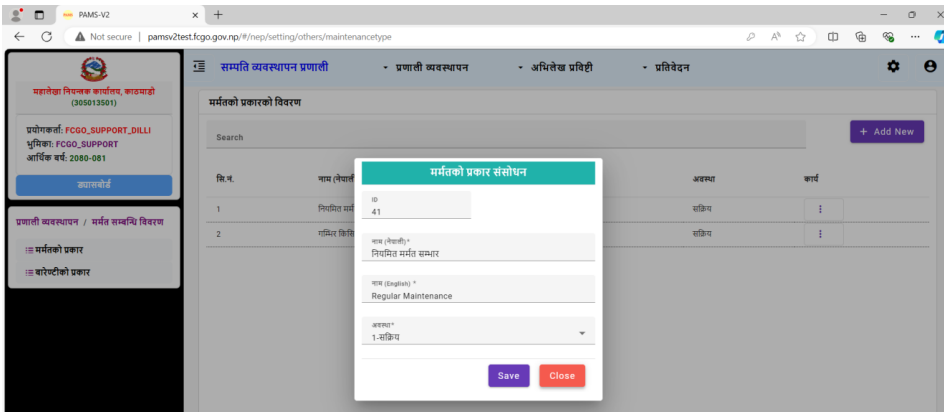 PAMS-V2
Not secure | pamsv2test.fcgo.gov.np/#/nep/setting/others/maintenancetype
महालेखा नियन्त्रक कार्यालय, काठमाडौ
(305013501)
प्रयोगकर्ता: FCGO_SUPPORT_DILLI
भूमिका: FCGO_SUPPORT
आर्थिक बर्ष: 2080-081
ड्यासबोर्ड
प्रणाली व्यवस्थापन / मर्मत सम्बन्धि विवरण
मर्मतको प्रकार
वारेण्टीको प्रकार
सम्पति व्यवस्थापन प्रणाली
प्रणाली व्यवस्थापन
अभिलेख प्रविष्टी
प्रतिवेदन
मर्मतको प्रकारको विवरण
Search
+ Add New
सि.नं. नाम (नेपाली अवस्था कार्य
1 नियमित मर्म सक्रिय
2 गम्भिर किसि सक्रिय
मर्मतको प्रकार संसोधन
ID
41
नाम (नेपाली)*
नियमित मर्मत सम्भार
नाम (English) *
Regular Maintenance
अवस्था*
1-सक्रिय
Save Close